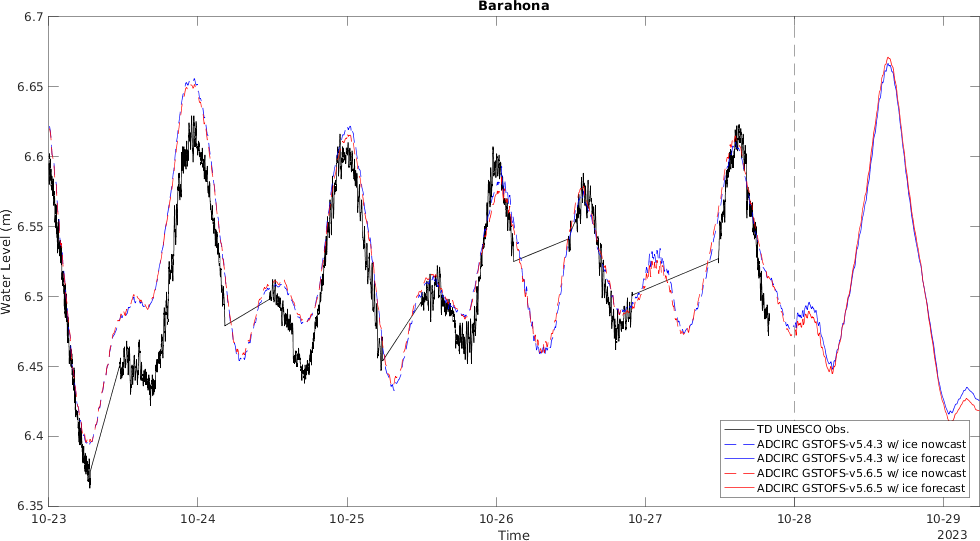 Barahona
6.7
6.65
6.6
6.55
6.5
6.45
6.4
6.35
Water Level (m)
10-23
10-24
10-25
10-26
10-27
10-28
10-29
2023
Time
TD UNESCO Obs.
ADCIRC GSTOFS-v5.4.3 w/ ice nowcast
ADCIRC GSTOFS-v5.4.3 w/ ice forecast
ADCIRC GSTOFS-v5.6.5 w/ ice nowcast
ADCIRC GSTOFS-v5.6.5 w/ ice forecast